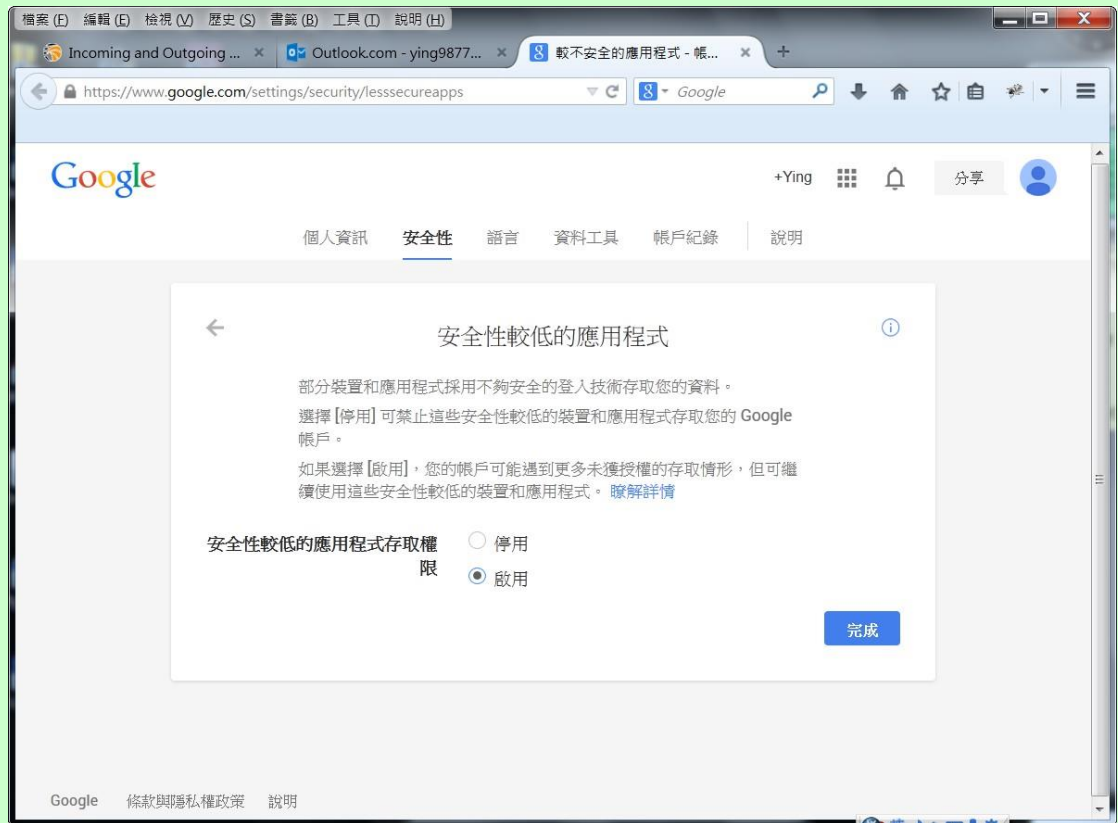 檔案(F) 編輯(E) 檢視(V) 歷史(S) 書籤(B) 工具(T) 說明(H)
Incoming and Outgoing ... × Outlook.com - ying9877... × 8 較不安全的應用程式 - 帳... × +
https://www.google.com/settings/security/lesssecureapps 8 Google
Google +Ying 分享
個人資訊 安全性 語言 資料工具 帳戶紀錄 說明
安全性較低的應用程式
部分裝置和應用程式採用不夠安全的登入技術存取您的資料。
選擇 [停用] 可禁止這些安全性較低的裝置和應用程式存取您的 Google
帳戶。
如果選擇 [啟用],您的帳戶可能遇到更多未獲授權的存取情形,但可繼
續使用這些安全性較低的裝置和應用程式。 瞭解詳情
安全性較低的應用程式存取權 停用
限 啟用
完成
Google 條款與隱私權政策 說明